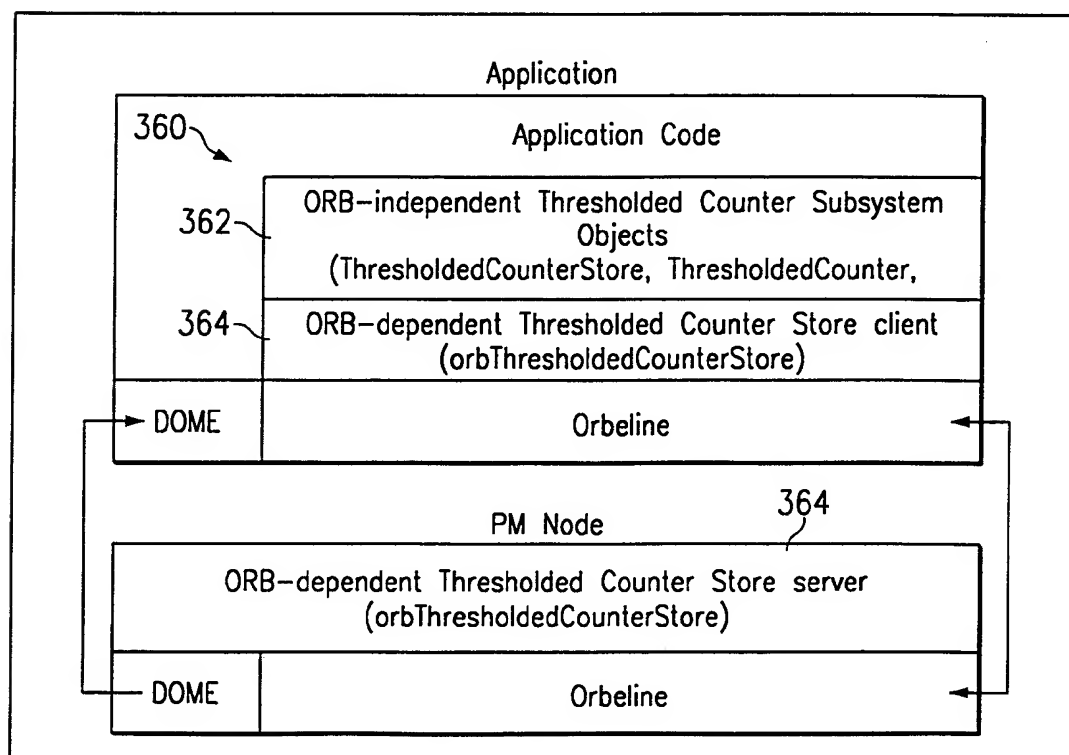 Application
360
Application Code
362
ORB-independent Thresholded Counter Subsystem
Objects
(ThresholdedCounterStore, ThresholdedCounter,
364
ORB-dependent Thresholded Counter Store client
(orbThresholdedCounterStore)
DOME
Orbeline
364
PM Node
ORB-dependent Thresholded Counter Store server
(orbThresholdedCounterStore)
DOME
Orbeline